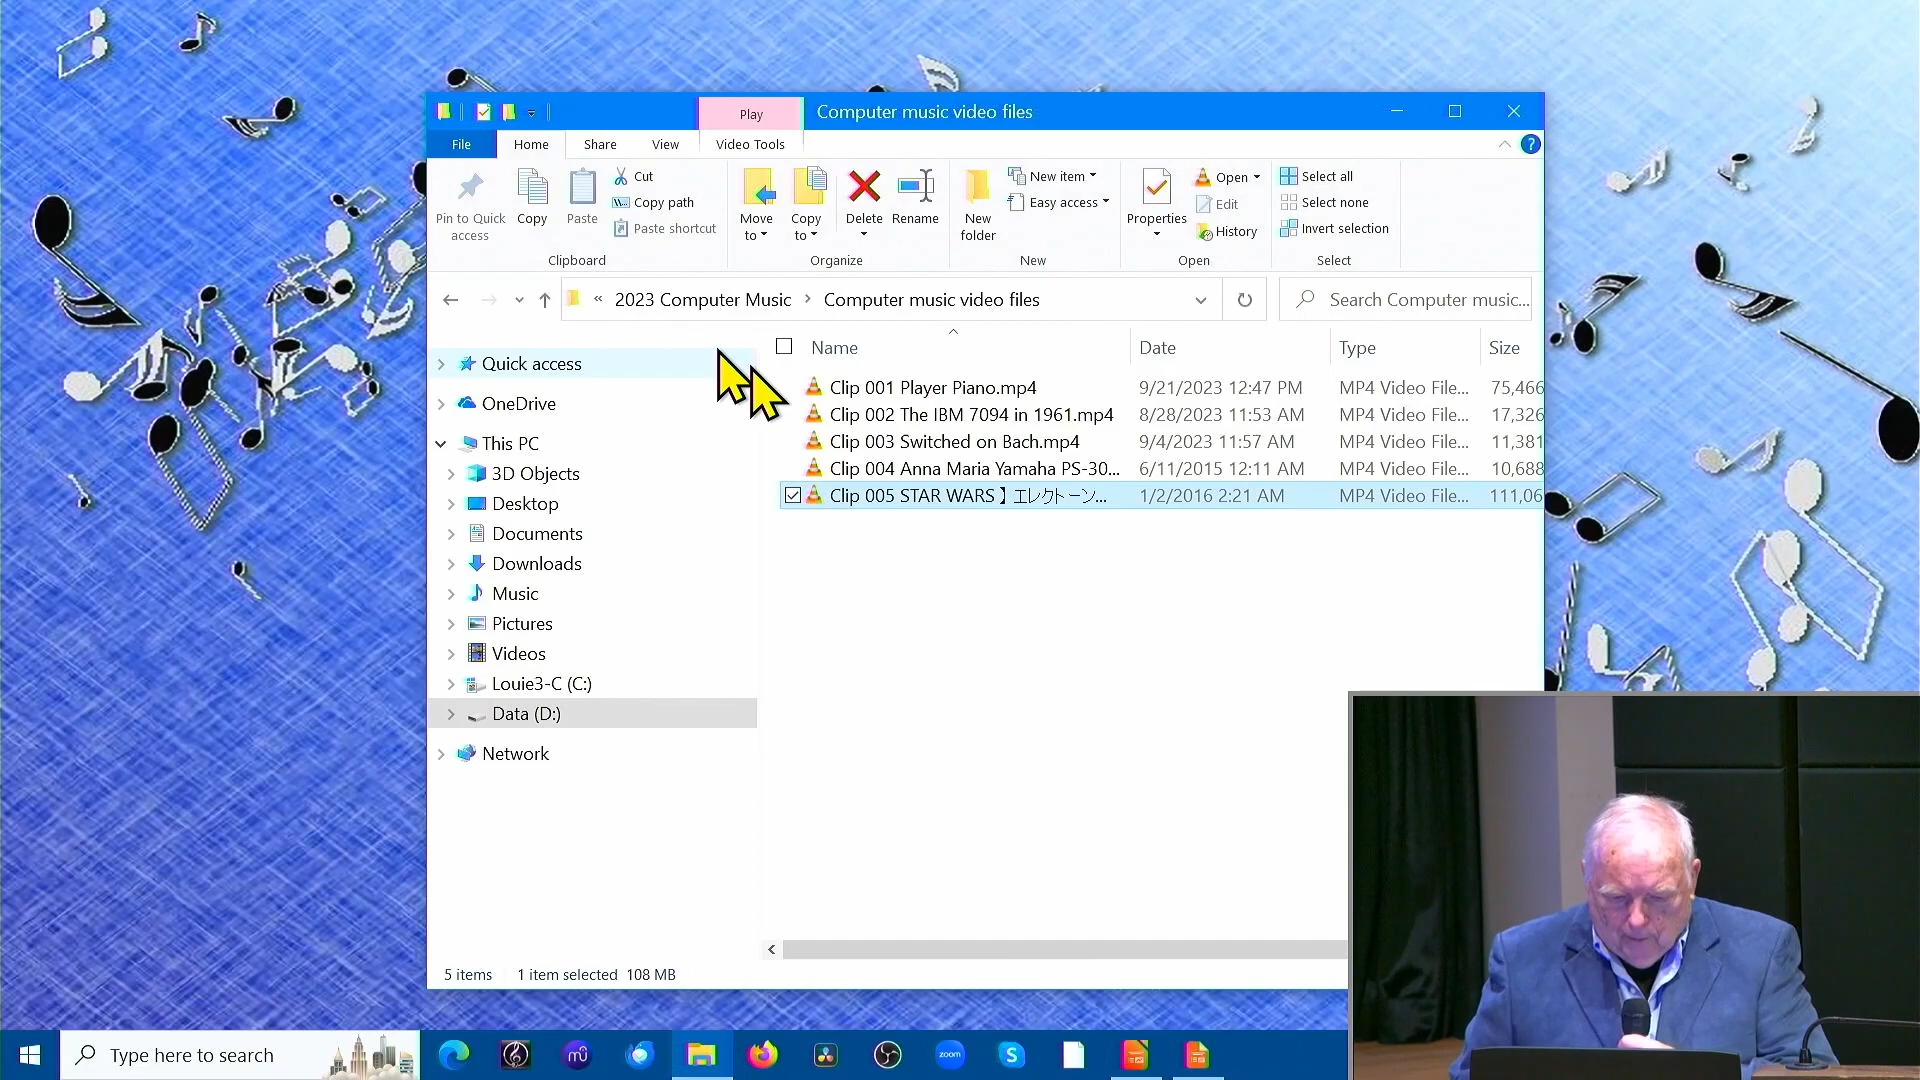 Play
Computer music video files
File
Home
Share
View
Video Tools
Pin to Quick access
Copy
Paste
Cut
Copy path
Paste shortcut
Clipboard
Move to
Copy to
Delete
Rename
Organize
New folder
New item
Easy access
New
Properties
Open
Edit
History
Open
Select all
Select none
Invert selection
Select
« 2023 Computer Music > Computer music video files
Search Computer music...
Name Date Type Size
Clip 001 Player Piano.mp4 9/21/2023 12:47 PM MP4 Video File... 75,466
Clip 002 The IBM 7094 in 1961.mp4 8/28/2023 11:53 AM MP4 Video File... 17,326
Clip 003 Switched on Bach.mp4 9/4/2023 11:57 AM MP4 Video File... 11,381
Clip 004 Anna Maria Yamaha PS-30... 6/11/2015 12:11 AM MP4 Video File... 10,688
Clip 005 STAR WARS】エレクトーン... 1/2/2016 2:21 AM MP4 Video File... 111,06
Quick access
OneDrive
This PC
3D Objects
Desktop
Documents
Downloads
Music
Pictures
Videos
Louie3-C (C:)
Data (D:)
Network
5 items 1 item selected 108 MB
Type here to search
mu
zoom
S